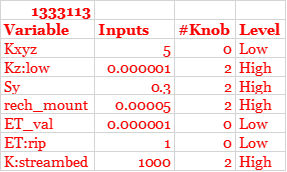 1333113
Variable Inputs #Knob Level
Kxyz 5 0 Low
Kz:low 0.000001 2 High
Sy 0.3 2 High
rech_mount 0.00005 2 High
ET_val 0.000001 0 Low
ET:rip 1 0 Low
K:streambed 1000 2 High